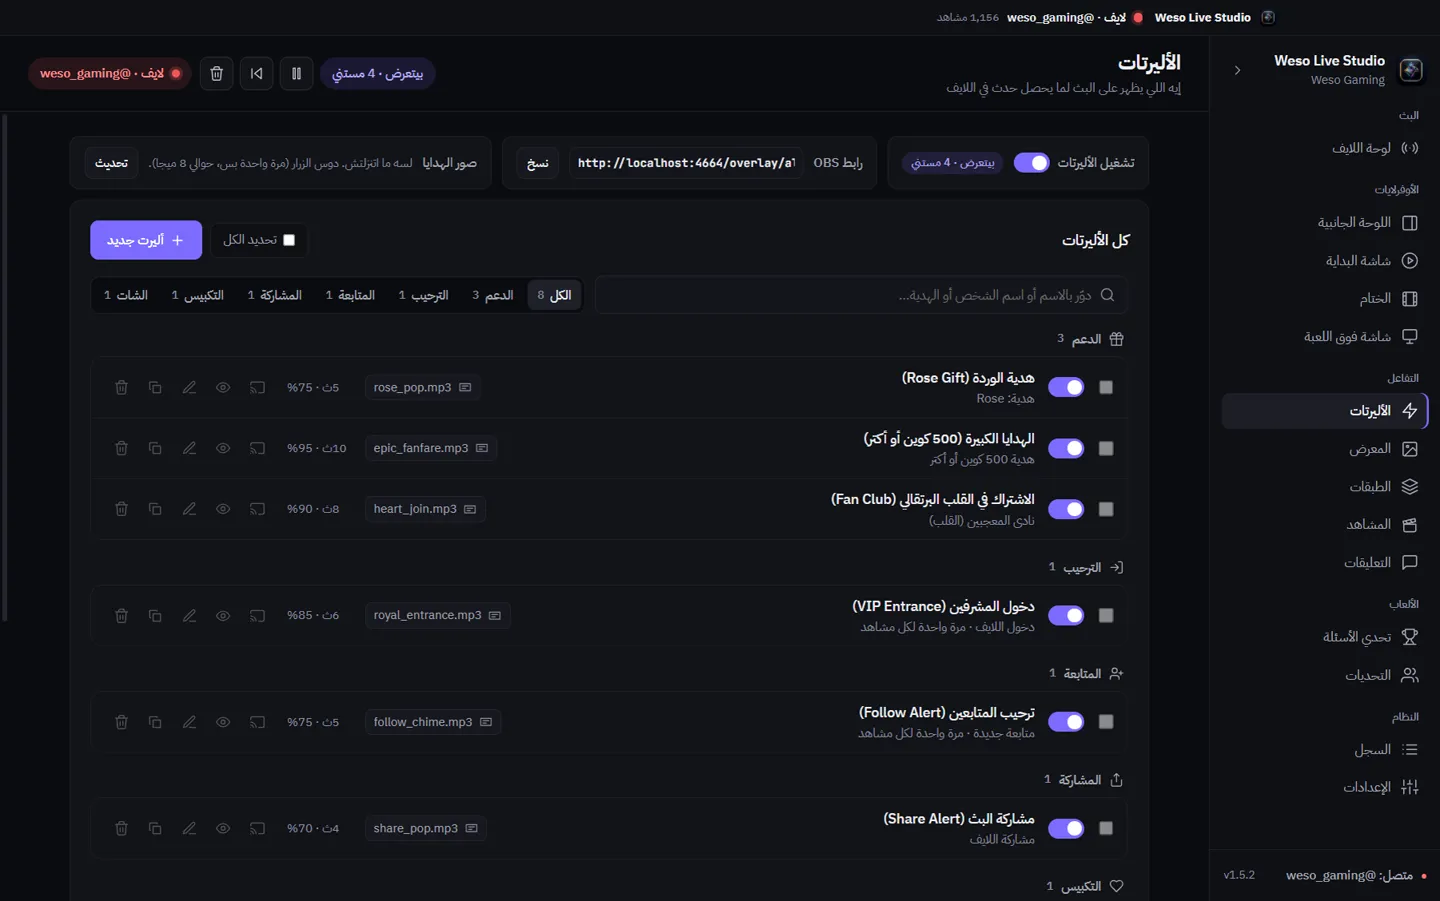 Weso Live Studio لايف · @weso_gaming 1,156 مشاهد
Weso Live Studio
Weso Gaming
البث
لوحة اللايف
الأوفرلايات
اللوحة الجانبية
شاشة البداية
الختام
شاشة فوق اللعبة
التفاعل
الأليرتات
المعرض
الطبقات
المشاهد
التعليقات
الألعاب
تحدي الأسئلة
التحديات
النظام
السجل
الإعدادات
متصل: @weso_gaming v1.5.2
الأليرتات
إيه اللي يظهر على البث لما يحصل حدث في اللايف
بيتعرض · 4 مستني
لايف · @weso_gaming
تشغيل الأليرتات بيتعرض · 4 مستني
رابط OBS http://localhost:4664/overlay/al نسخ
صور الهدايا لسه ما اتنزلتش. دوس الزرار (مرة واحدة بس، حوالي 8 ميجا). تحديث
كل الأليرتات
تحديد الكل
+ أليرت جديد
دوّر بالاسم أو اسم الشخص أو الهدية...
الكل 8 الدعم 3 الترحيب 1 المتابعة 1 المشاركة 1 التكبيس 1 الشات 1
الدعم 3
هدية الوردة (Rose Gift)
هدية: Rose
rose_pop.mp3
5ث · 75%
الهدايا الكبيرة (500 كوين أو أكتر)
هدية 500 كوين أو أكتر
epic_fanfare.mp3
10ث · 95%
الاشتراك في القلب البرتقالي (Fan Club)
نادى المعجبين (القلب)
heart_join.mp3
8ث · 90%
الترحيب 1
دخول المشرفين (VIP Entrance)
دخول اللايف · مرة واحدة لكل مشاهد
royal_entrance.mp3
6ث · 85%
المتابعة 1
ترحيب المتابعين (Follow Alert)
متابعة جديدة · مرة واحدة لكل مشاهد
follow_chime.mp3
5ث · 75%
المشاركة 1
مشاركة البث (Share Alert)
مشاركة اللايف
share_pop.mp3
4ث · 70%
التكبيس 1